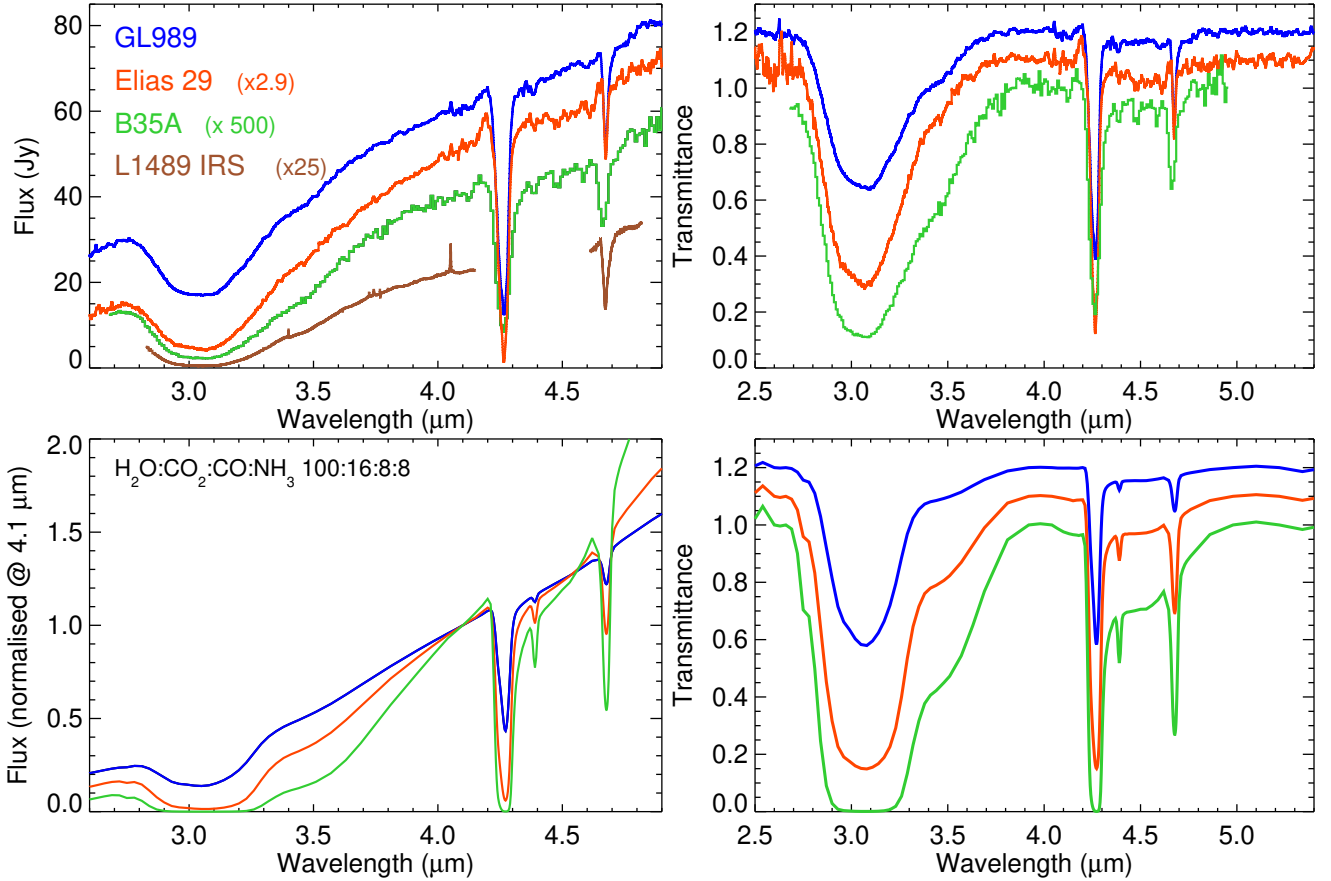 GL989
Elias 29 (x2.9)
B35A (x 500)
L1489 IRS (x25)
Flux (Jy)
80
60
40
20
0
3.0 3.5 4.0 4.5
Wavelength (μm)
Transmittance
1.2
1.0
0.8
0.6
0.4
0.2
0.0
2.5 3.0 3.5 4.0 4.5 5.0
Wavelength (μm)
H₂O:CO₂:CO:NH₃ 100:16:8:8
Flux (normalised @ 4.1 μm)
2.0
1.5
1.0
0.5
0.0
3.0 3.5 4.0 4.5
Wavelength (μm)
Transmittance
1.2
1.0
0.8
0.6
0.4
0.2
0.0
2.5 3.0 3.5 4.0 4.5 5.0
Wavelength (μm)